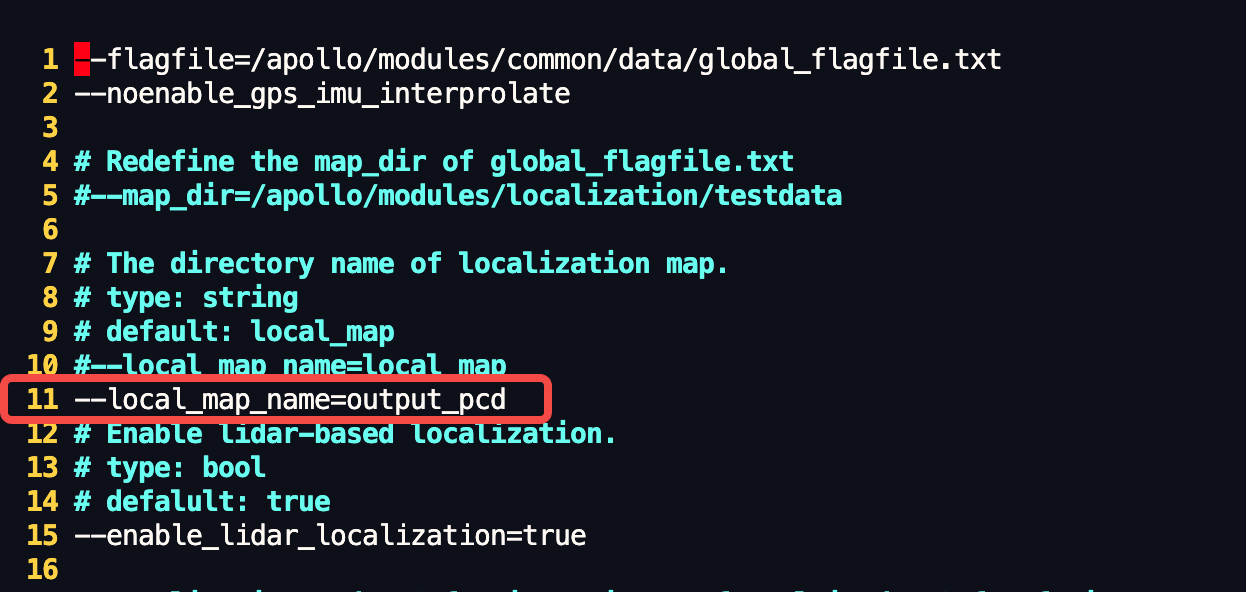 1 --flagfile=/apollo/modules/common/data/global_flagfile.txt
2 --noenable_gps_imu_interprolate
3
4 # Redefine the map_dir of global_flagfile.txt
5 #--map_dir=/apollo/modules/localization/testdata
6
7 # The directory name of localization map.
8 # type: string
9 # default: local_map
10 #--local_map_name=local_map
11 --local_map_name=output_pcd
12 # Enable lidar-based localization.
13 # type: bool
14 # defalult: true
15 --enable_lidar_localization=true
16